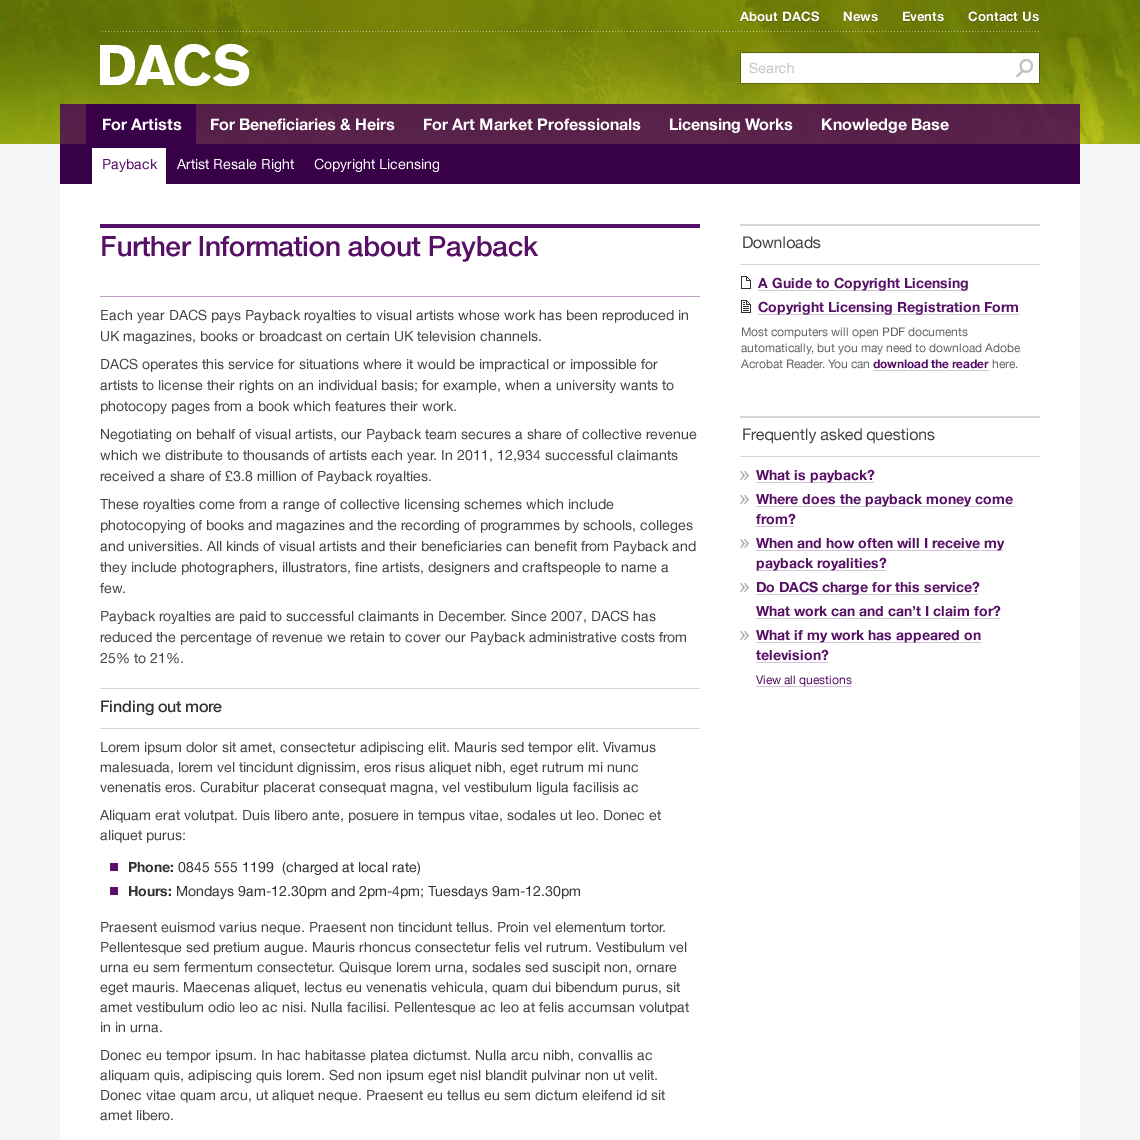 About DACS News Events Contact Us
DACS
Search
For Artists For Beneficiaries & Heirs For Art Market Professionals Licensing Works Knowledge Base
Payback Artist Resale Right Copyright Licensing
Further Information about Payback
Each year DACS pays Payback royalties to visual artists whose work has been reproduced in
UK magazines, books or broadcast on certain UK television channels.
DACS operates this service for situations where it would be impractical or impossible for
artists to license their rights on an individual basis; for example, when a university wants to
photocopy pages from a book which features their work.
Negotiating on behalf of visual artists, our Payback team secures a share of collective revenue
which we distribute to thousands of artists each year. In 2011, 12,934 successful claimants
received a share of £3.8 million of Payback royalties.
These royalties come from a range of collective licensing schemes which include
photocopying of books and magazines and the recording of programmes by schools, colleges
and universities. All kinds of visual artists and their beneficiaries can benefit from Payback and
they include photographers, illustrators, fine artists, designers and craftspeople to name a
few.
Payback royalties are paid to successful claimants in December. Since 2007, DACS has
reduced the percentage of revenue we retain to cover our Payback administrative costs from
25% to 21%.
Finding out more
Lorem ipsum dolor sit amet, consectetur adipiscing elit. Mauris sed tempor elit. Vivamus
malesuada, lorem vel tincidunt dignissim, eros risus aliquet nibh, eget rutrum mi nunc
venenatis eros. Curabitur placerat consequat magna, vel vestibulum ligula facilisis ac
Aliquam erat volutpat. Duis libero ante, posuere in tempus vitae, sodales ut leo. Donec et
aliquet purus:
Phone: 0845 555 1199 (charged at local rate)
Hours: Mondays 9am-12.30pm and 2pm-4pm; Tuesdays 9am-12.30pm
Praesent euismod varius neque. Praesent non tincidunt tellus. Proin vel elementum tortor.
Pellentesque sed pretium augue. Mauris rhoncus consectetur felis vel rutrum. Vestibulum vel
urna eu sem fermentum consectetur. Quisque lorem urna, sodales sed suscipit non, ornare
eget mauris. Maecenas aliquet, lectus eu venenatis vehicula, quam dui bibendum purus, sit
amet vestibulum odio leo ac nisi. Nulla facilisi. Pellentesque ac leo at felis accumsan volutpat
in in urna.
Donec eu tempor ipsum. In hac habitasse platea dictumst. Nulla arcu nibh, convallis ac
aliquam quis, adipiscing quis lorem. Sed non ipsum eget nisl blandit pulvinar non ut velit.
Donec vitae quam arcu, ut aliquet neque. Praesent eu tellus eu sem dictum eleifend id sit
amet libero.
Downloads
A Guide to Copyright Licensing
Copyright Licensing Registration Form
Most computers will open PDF documents
automatically, but you may need to download Adobe
Acrobat Reader. You can download the reader here.
Frequently asked questions
» What is payback?
» Where does the payback money come
from?
» When and how often will I receive my
payback royalities?
» Do DACS charge for this service?
What work can and can’t I claim for?
» What if my work has appeared on
television?
View all questions